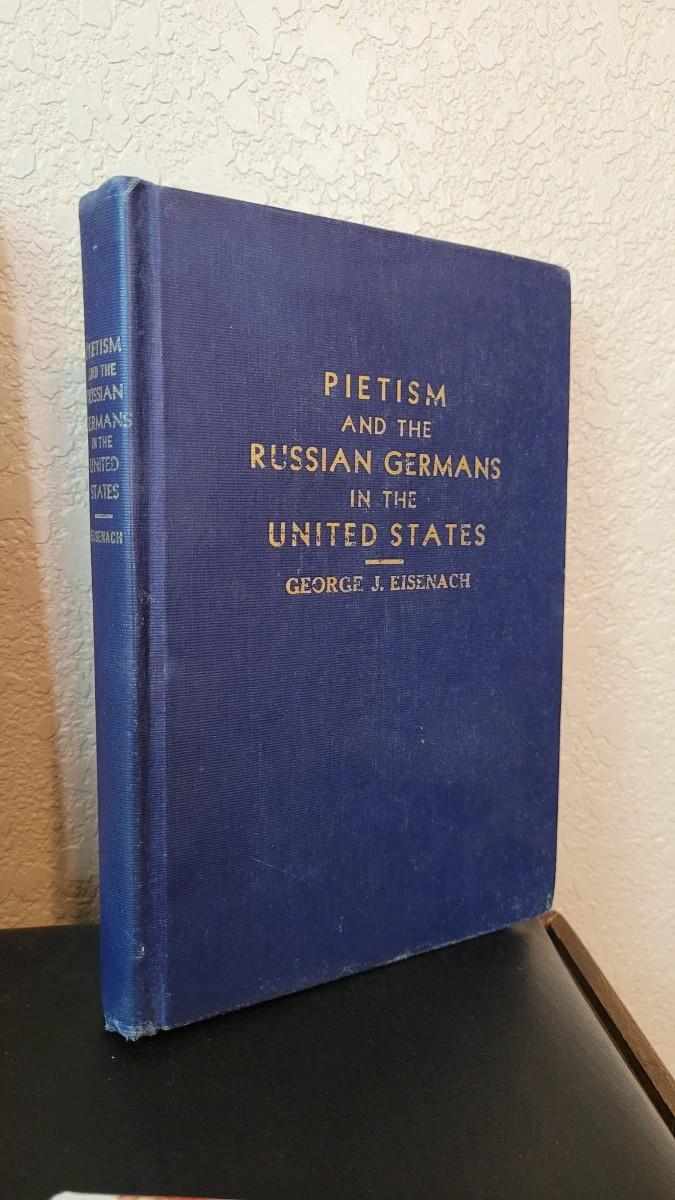 PIETISM
AND THE
RUSSIAN
GERMANS
IN THE
UNITED
STATES
EISENACH
PIETISM
AND THE
RUSSIAN GERMANS
IN THE
UNITED STATES
GEORGE J. EISENACH